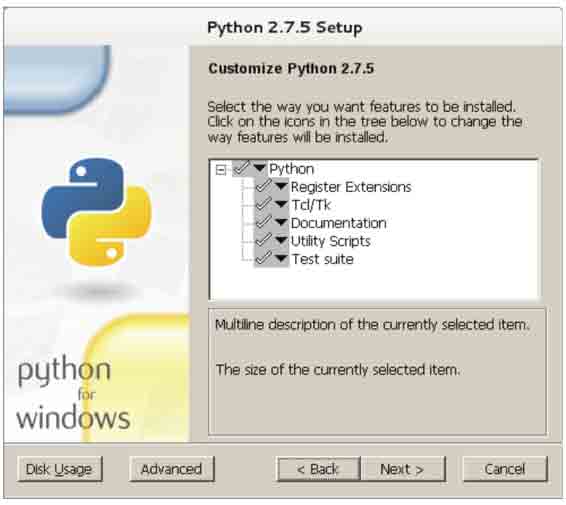 Python 2.7.5 Setup
Customize Python 2.7.5
Select the way you want features to be installed.
Click on the icons in the tree below to change the
way features will be installed.
Python
Register Extensions
Tcl/Tk
Documentation
Utility Scripts
Test suite
Multiline description of the currently selected item.
The size of the currently selected item.
python
for
windows
Disk Usage
Advanced
< Back
Next >
Cancel